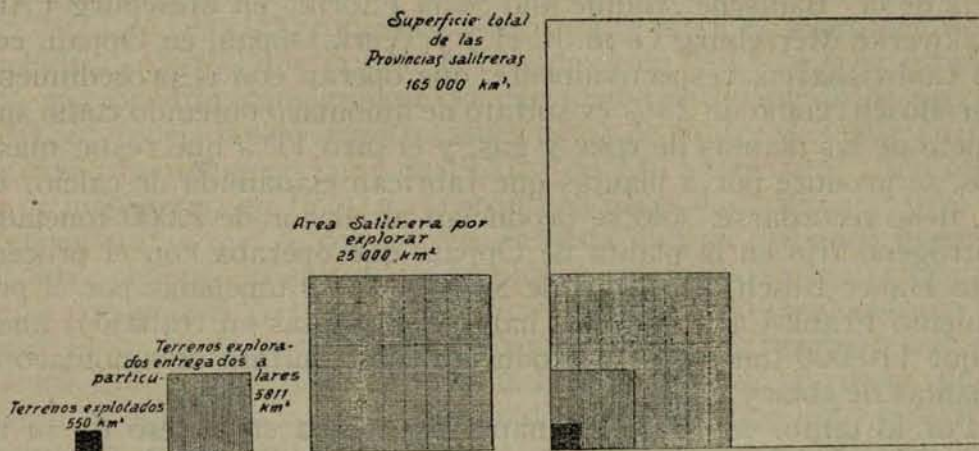 Superficie total
de las
Provincias salitreras
165 000 km².
Area Salitrera por
explorar
25 000 km²
Terrenos explora-
dos entregados a
particu- lares
5811
km²
Terrenos explotados
550 km²